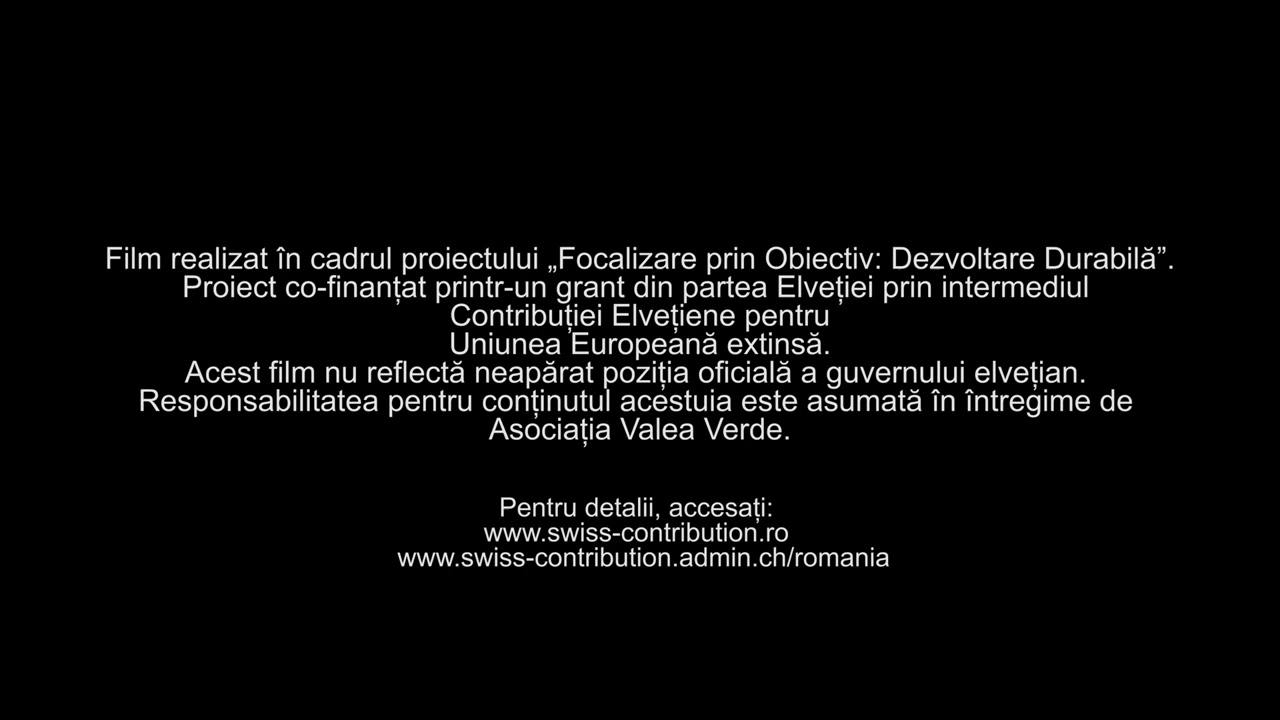 Film realizat în cadrul proiectului „Focalizare prin Obiectiv: Dezvoltare Durabilă”.
Proiect co-finanțat printr-un grant din partea Elveției prin intermediul
Contribuției Elvețiene pentru
Uniunea Europeană extinsă.
Acest film nu reflectă neapărat poziția oficială a guvernului elvețian.
Responsabilitatea pentru conținutul acestuia este asumată în întregime de
Asociația Valea Verde.
Pentru detalii, accesați:
www.swiss-contribution.ro
www.swiss-contribution.admin.ch/romania